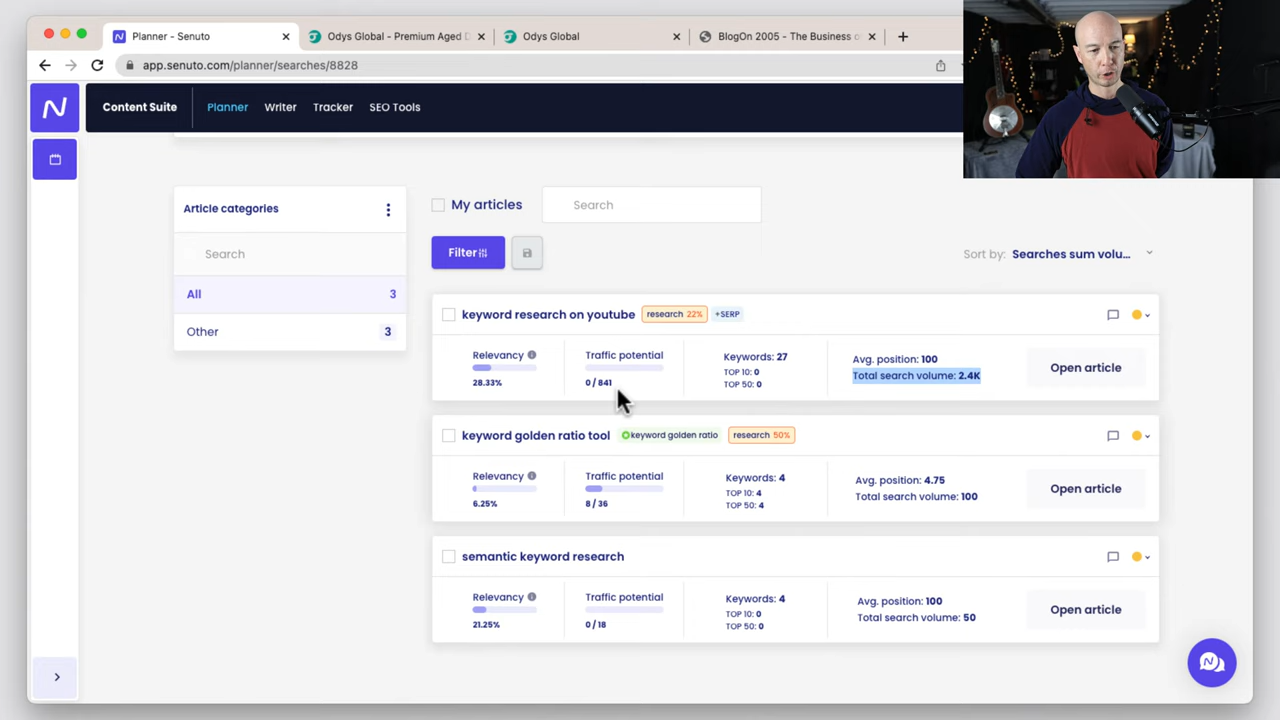 Planner - Senuto
Odys Global - Premium Aged D
Odys Global
BlogOn 2005 - The Business o
app.senuto.com/planner/searches/8828
Content Suite
Planner
Writer
Tracker
SEO Tools
Article categories
Search
All 3
Other 3
My articles
Search
Filter
Sort by: Searches sum volu...
keyword research on youtube
research 22%
+SERP
Relevancy
28.33%
Traffic potential
0 / 841
Keywords: 27
TOP 10: 0
TOP 50: 0
Avg. position: 100
Total search volume: 2.4K
Open article
keyword golden ratio tool
keyword golden ratio
research 50%
Relevancy
6.25%
Traffic potential
8 / 36
Keywords: 4
TOP 10: 4
TOP 50: 4
Avg. position: 4.75
Total search volume: 100
Open article
semantic keyword research
Relevancy
21.25%
Traffic potential
0 / 18
Keywords: 4
TOP 10: 0
TOP 50: 0
Avg. position: 100
Total search volume: 50
Open article